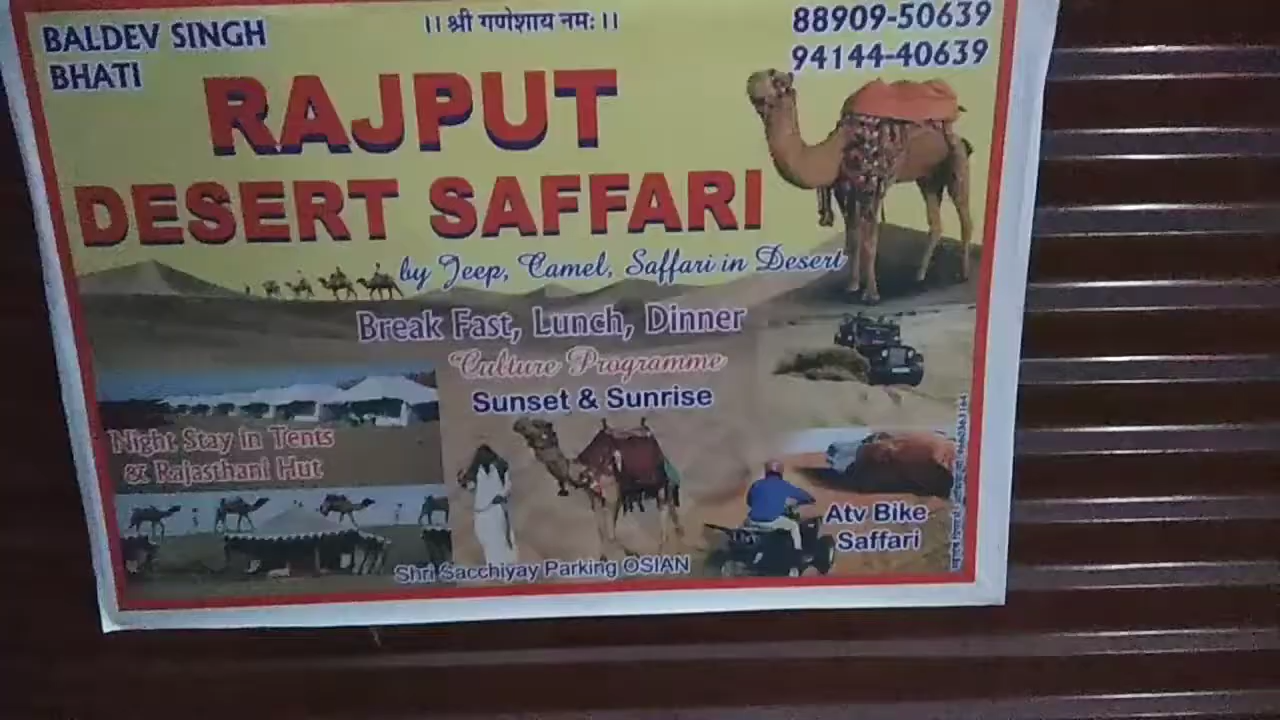 BALDEV SINGH
BHATI
।। श्री गणेशाय नमः ।।
88909-50639
94144-40639
RAJPUT
DESERT SAFFARI
by Jeep, Camel, Saffari in Desert
Break Fast, Lunch, Dinner
Culture Programme
Sunset & Sunrise
Night Stay in Tents
& Rajasthani Hut
Atv Bike
Saffari
Shri Sacchiyay Parking OSIAN